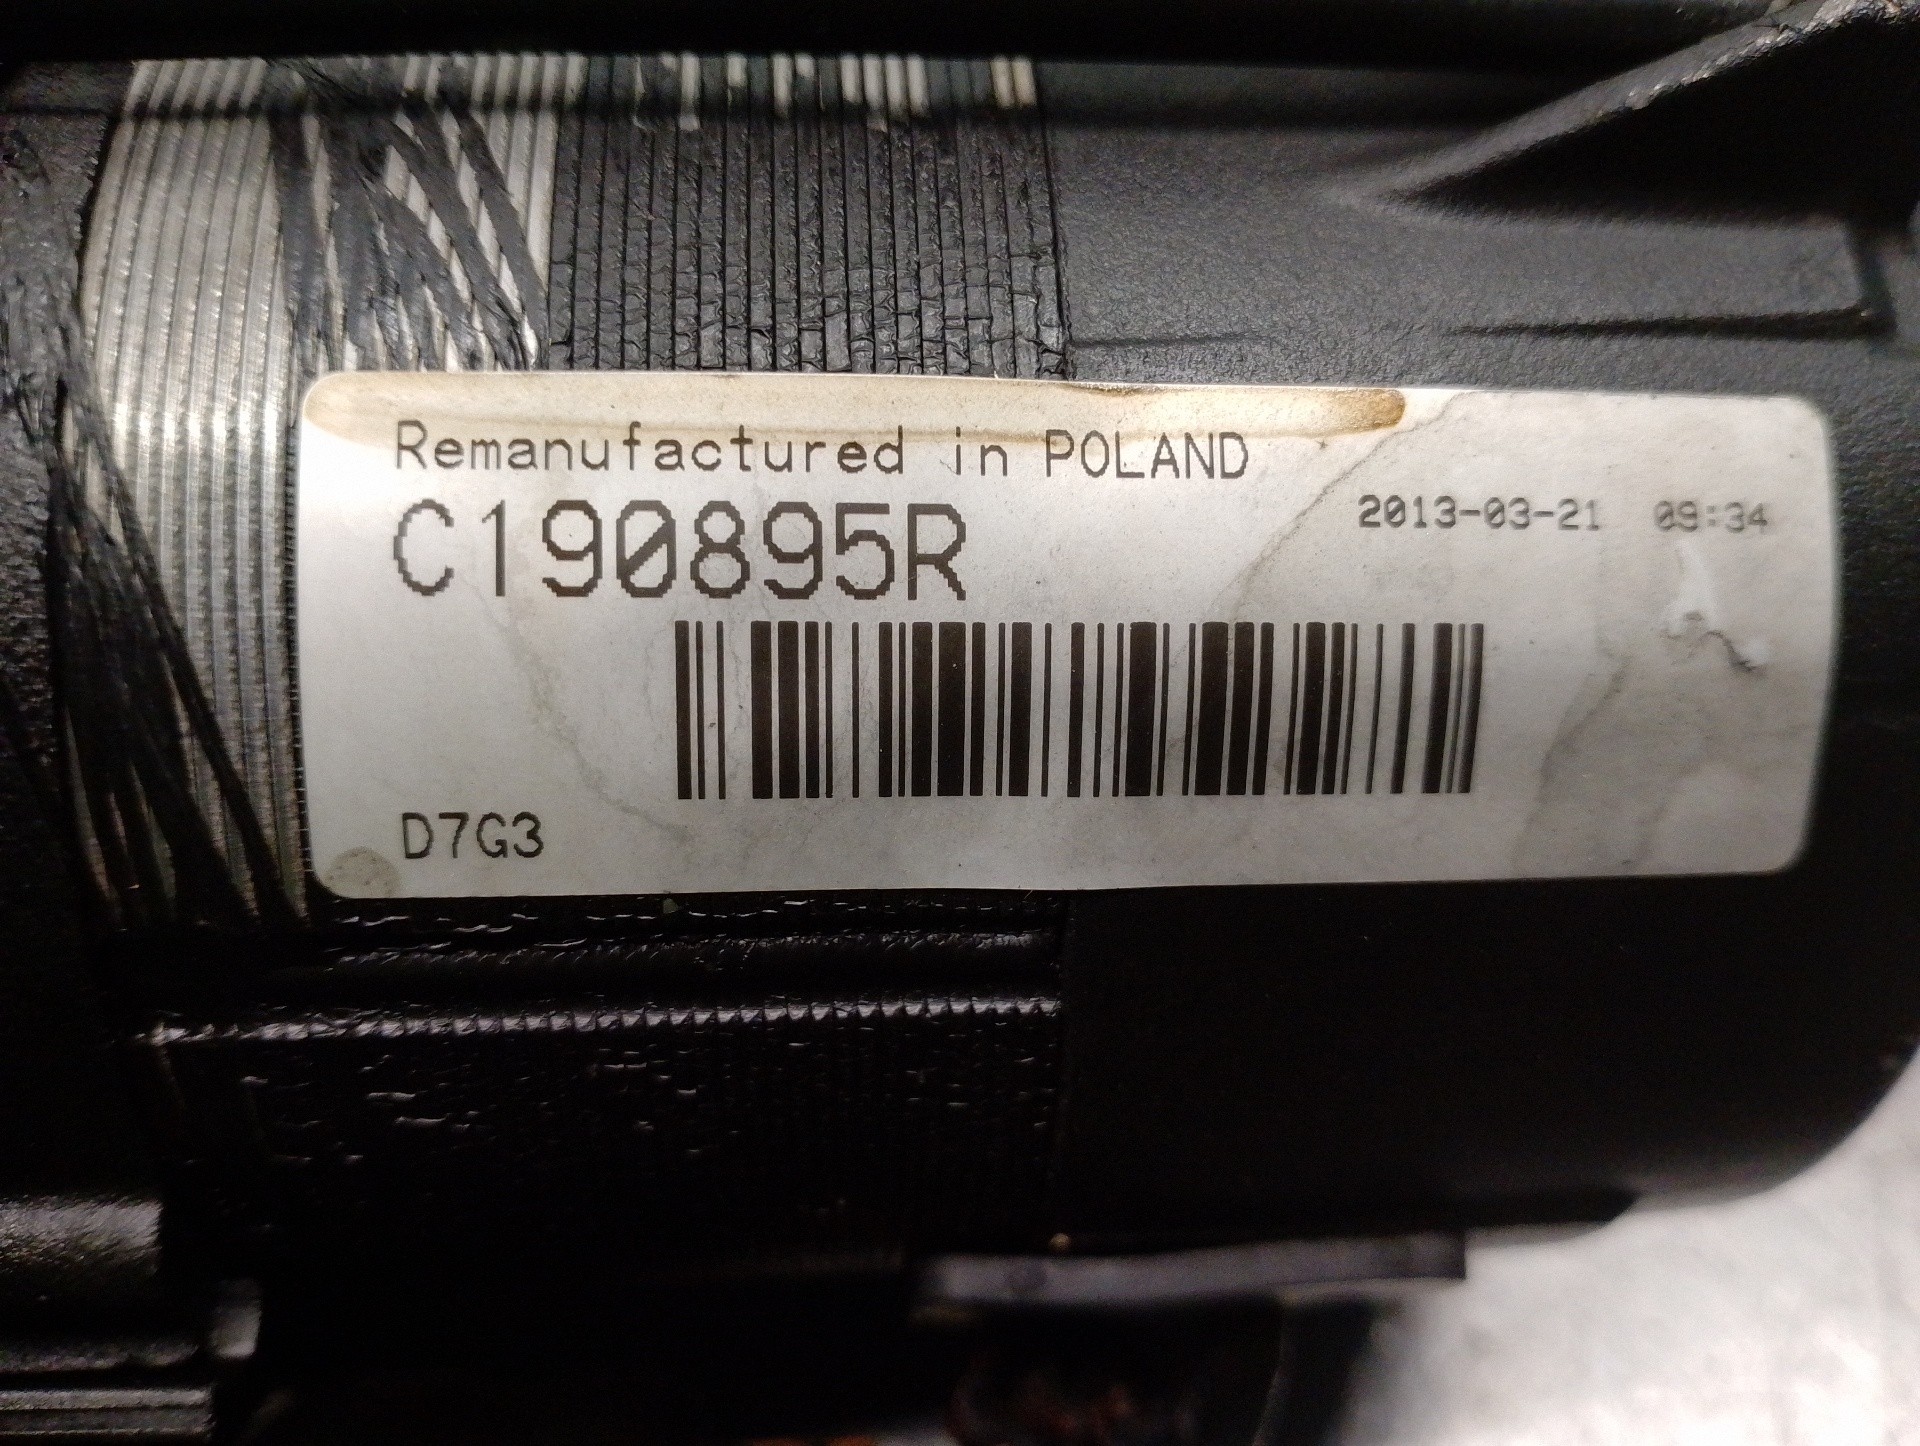 Remanufactured in POLAND
C190895R
2013-03-21 09:34
D7G3